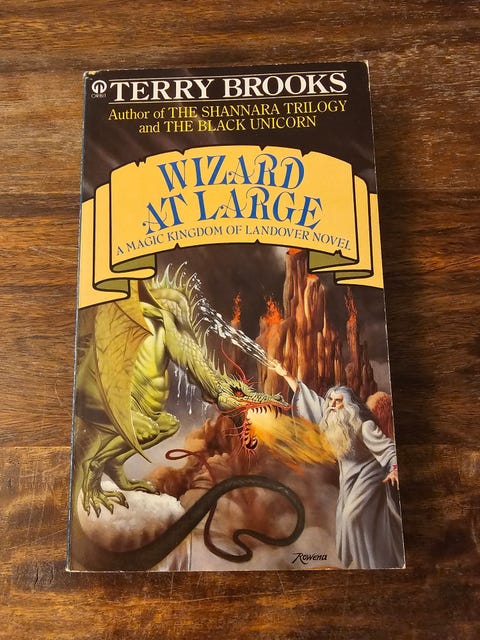 ORBIT
TERRY BROOKS
Author of THE SHANNARA TRILOGY
and THE BLACK UNICORN
WIZARD
AT LARGE
A MAGIC KINGDOM OF LANDOVER NOVEL
Rowena